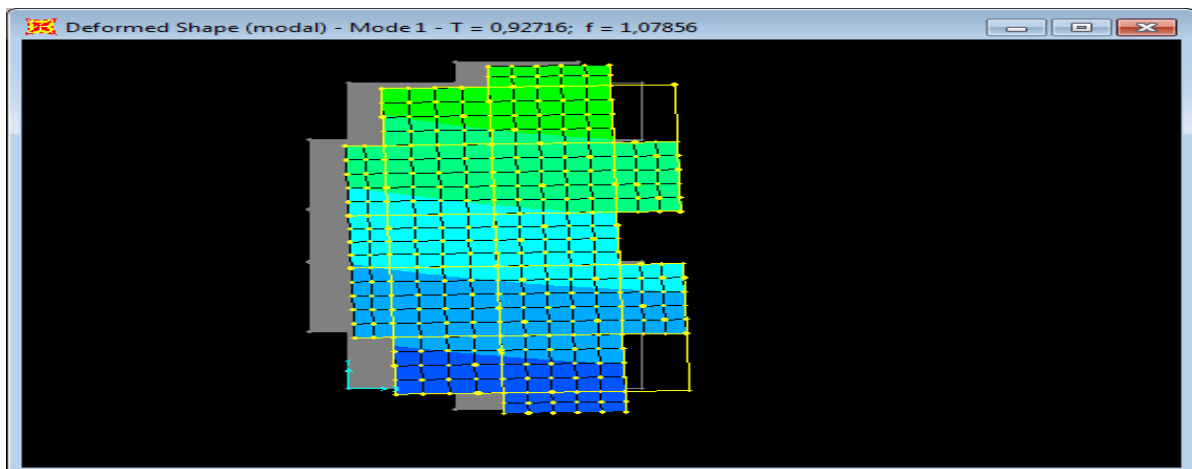 Deformed Shape (modal) - Mode 1 - T = 0,92716;  f = 1,07856